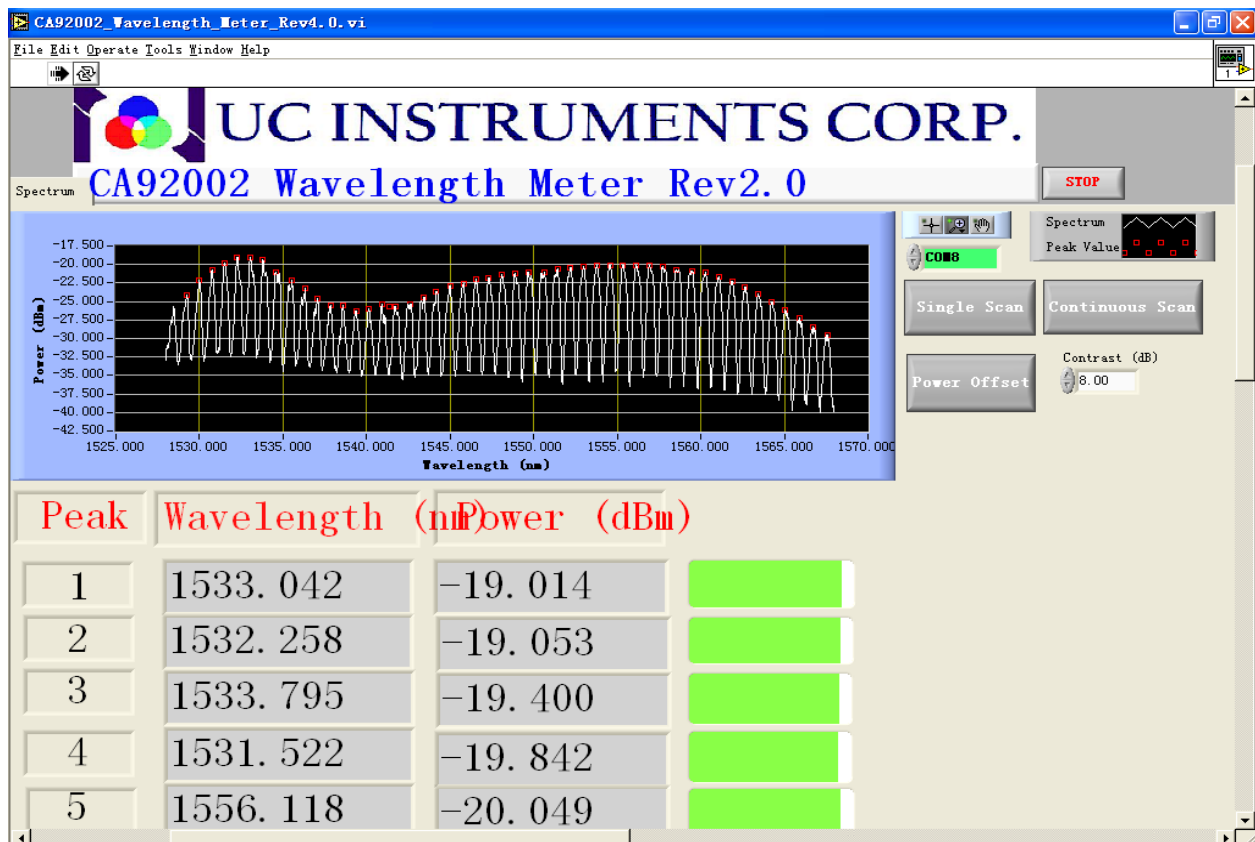 CA92002_Wavelength_Meter_Rev4.0.vi
File Edit Operate Tools Window Help
1
UC INSTRUMENTS CORP.
Spectrum
CA92002 Wavelength Meter Rev2.0
STOP
-17.500
-20.000
-22.500
-25.000
-27.500
-30.000
-32.500
-35.000
-37.500
-40.000
-42.500
Power (dBm)
1525.000 1530.000 1535.000 1540.000 1545.000 1550.000 1555.000 1560.000 1565.000 1570.000
Wavelength (nm)
COM8
Spectrum
Peak Value
Single Scan
Continuous Scan
Power Offset
Contrast (dB)
8.00
Peak Wavelength (nm) Power (dBm)
1 1533.042 -19.014
2 1532.258 -19.053
3 1533.795 -19.400
4 1531.522 -19.842
5 1556.118 -20.049